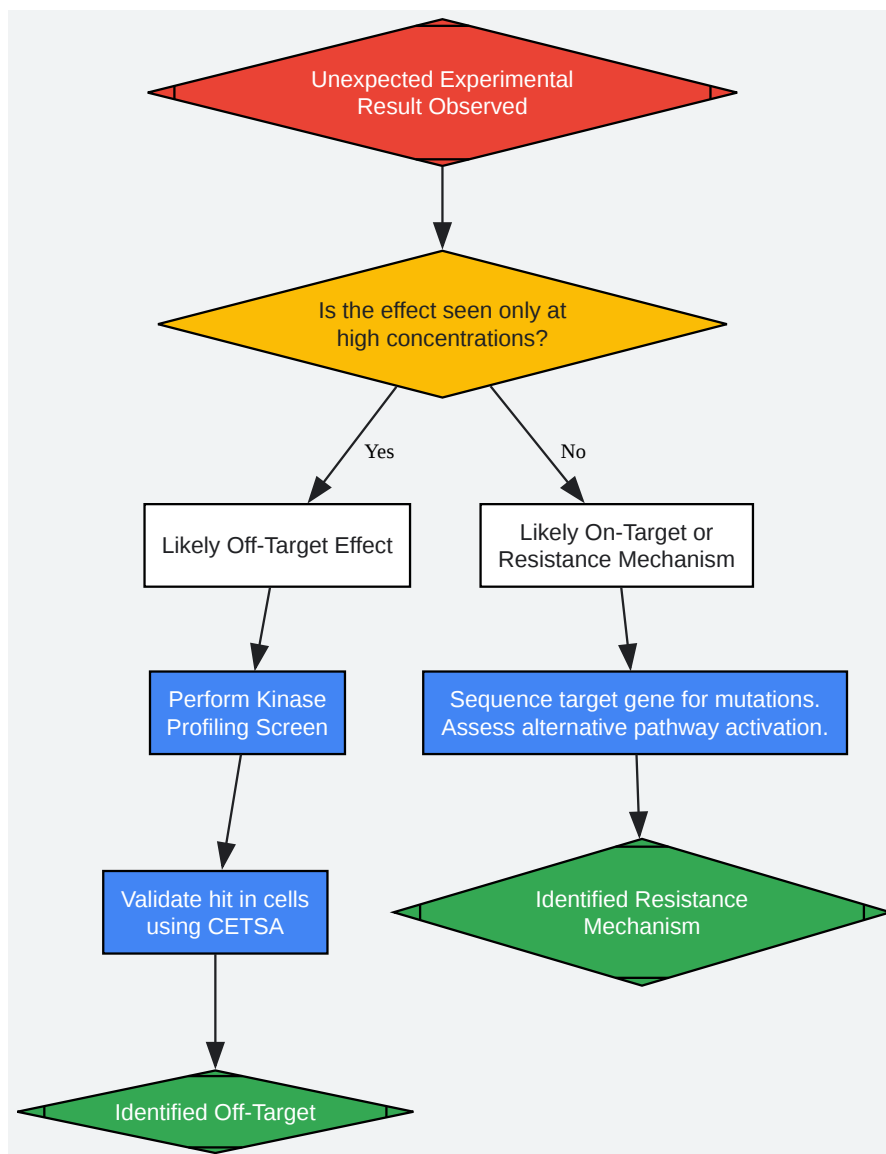 Unexpected Experimental
Result Observed
Is the effect seen only at
high concentrations?
Yes
No
Likely Off-Target Effect
Likely On-Target or
Resistance Mechanism
Perform Kinase
Profiling Screen
Sequence target gene for mutations.
Assess alternative pathway activation.
Validate hit in cells
using CETSA
Identified Resistance
Mechanism
Identified Off-Target